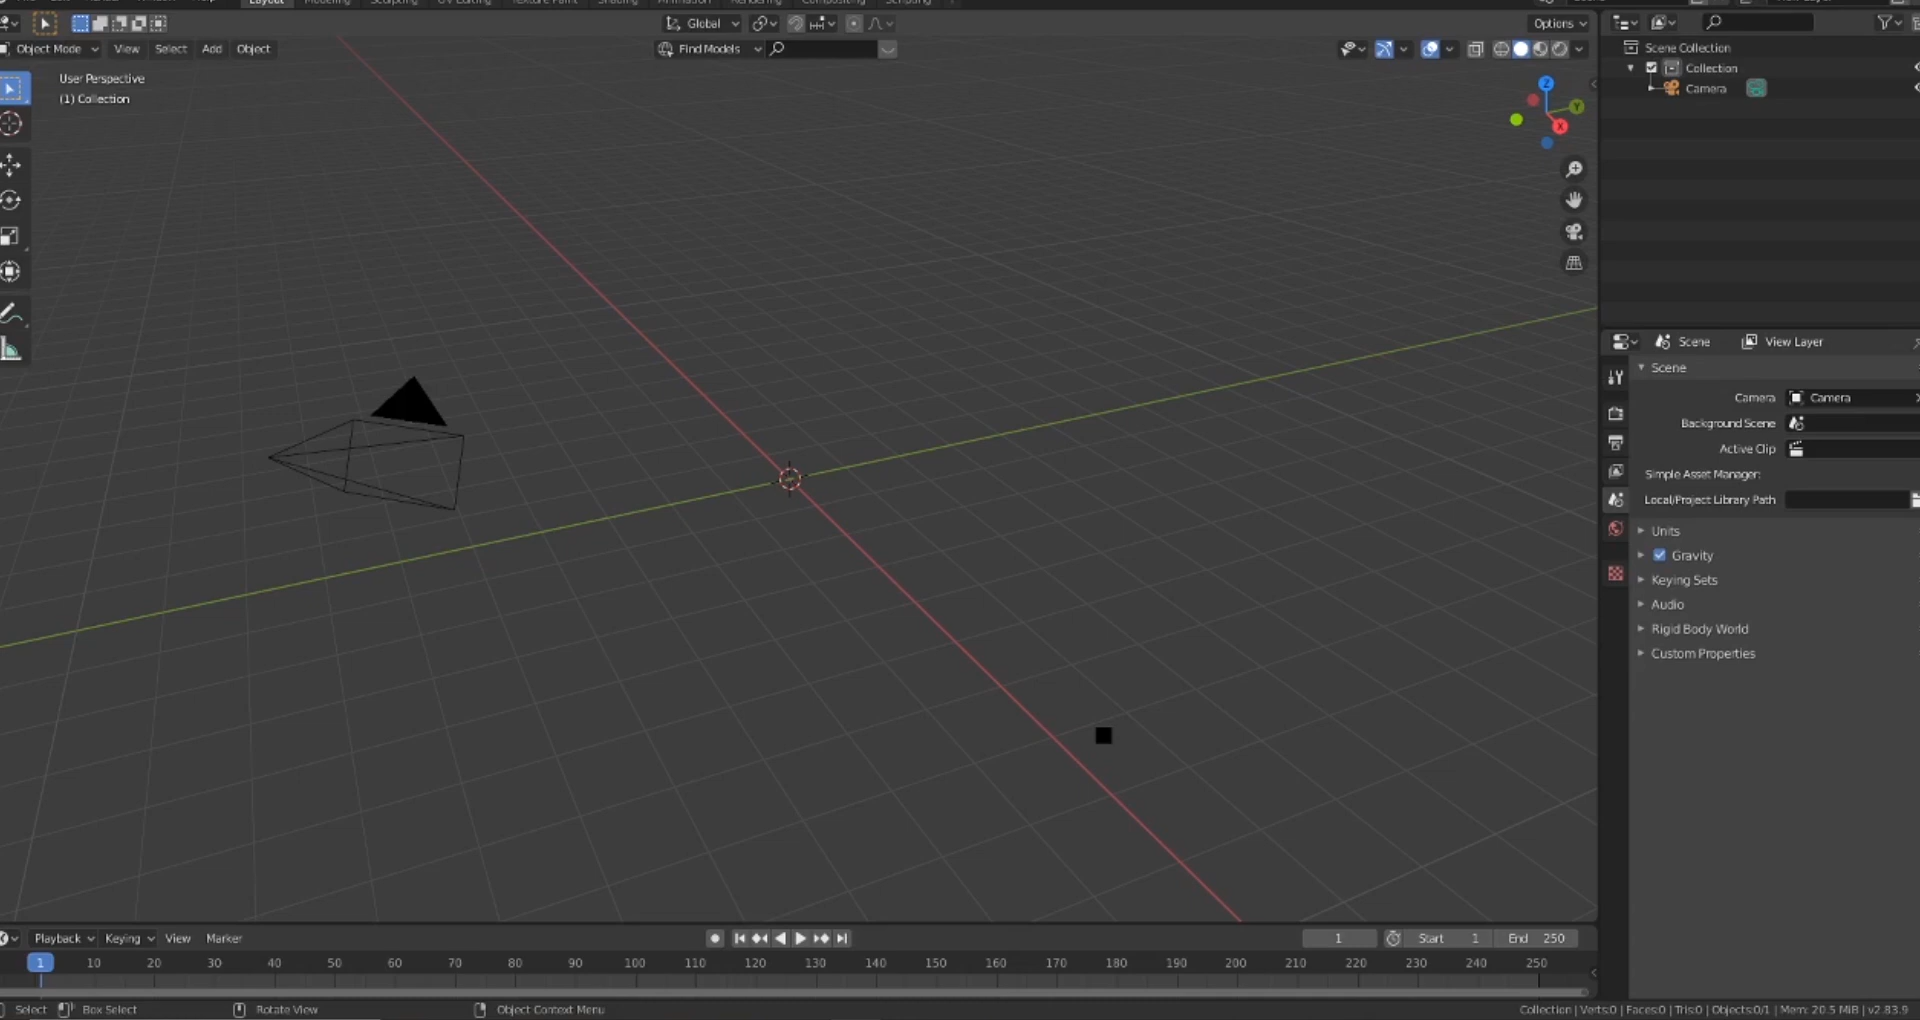 Layout Modeling Sculpting UV Editing Texture Paint Shading Animation Rendering Compositing Scripting
Global
Options
Object Mode View Select Add Object
Find Models
User Perspective
(1) Collection
Z
Y
X
Scene Collection
Collection
Camera
Scene View Layer
Scene
Camera Camera
Background Scene
Active Clip
Simple Asset Manager:
Local/Project Library Path
Units
Gravity
Keying Sets
Audio
Rigid Body World
Custom Properties
Playback Keying View Marker
1 Start 1 End 250
1 10 20 30 40 50 60 70 80 90 100 110 120 130 140 150 160 170 180 190 200 210 220 230 240 250
Select Box Select Rotate View Object Context Menu
Collection | Verts:0 | Faces:0 | Tris:0 | Objects:0/1 | Mem: 20.5 MiB | v2.83.9